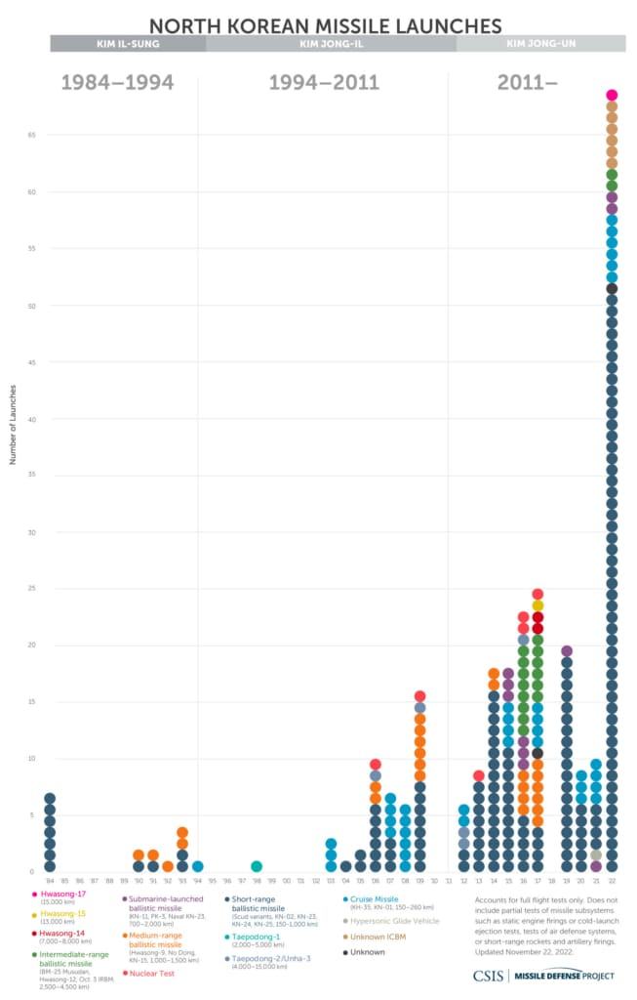 NORTH KOREAN MISSILE LAUNCHES
KIM IL-SUNG KIM JONG-IL KIM JONG-UN
1984–1994 1994–2011 2011–
65
60
55
50
45
40
35
30
25
20
15
10
5
0
Number of Launches
'84 '85 '86 '87 '88 '89 '90 '91 '92 '93 '94 '95 '96 '97 '98 '99 '00 '01 '02 '03 '04 '05 '06 '07 '08 '09 '10 '11 '12 '13 '14 '15 '16 '17 '18 '19 '20 '21 '22
Hwasong-17
(15,000 km)
Hwasong-15
(13,000 km)
Hwasong-14
(7,000–8,000 km)
Intermediate-range
ballistic missile
(BM-25 Musudan,
Hwasong-12, Oct. 3 IRBM,
2,500–4,500 km)
Submarine-launched
ballistic missile
(KN-11, PK-3, Naval KN-23,
700–2,000 km)
Medium-range
ballistic missile
(Hwasong-9, No Dong,
KN-15, 1,000–1,500 km)
Nuclear Test
Short-range
ballistic missile
(Scud variants, KN-02, KN-23,
KN-24, KN-25, 150-1,000 km)
Taepodong-1
(2,000–5,000 km)
Taepodong-2/Unha-3
(4,000–15,000 km)
Cruise Missile
(KH-35, KN-01, 150–260 km)
Hypersonic Glide Vehicle
Unknown ICBM
Unknown
Accounts for full flight tests only. Does not
include partial tests of missile subsystems
such as static engine firings or cold-launch
ejection tests, tests of air defense systems,
or short-range rockets and artillery firings.
Updated November 22, 2022.
CSIS MISSILE DEFENSE PROJECT